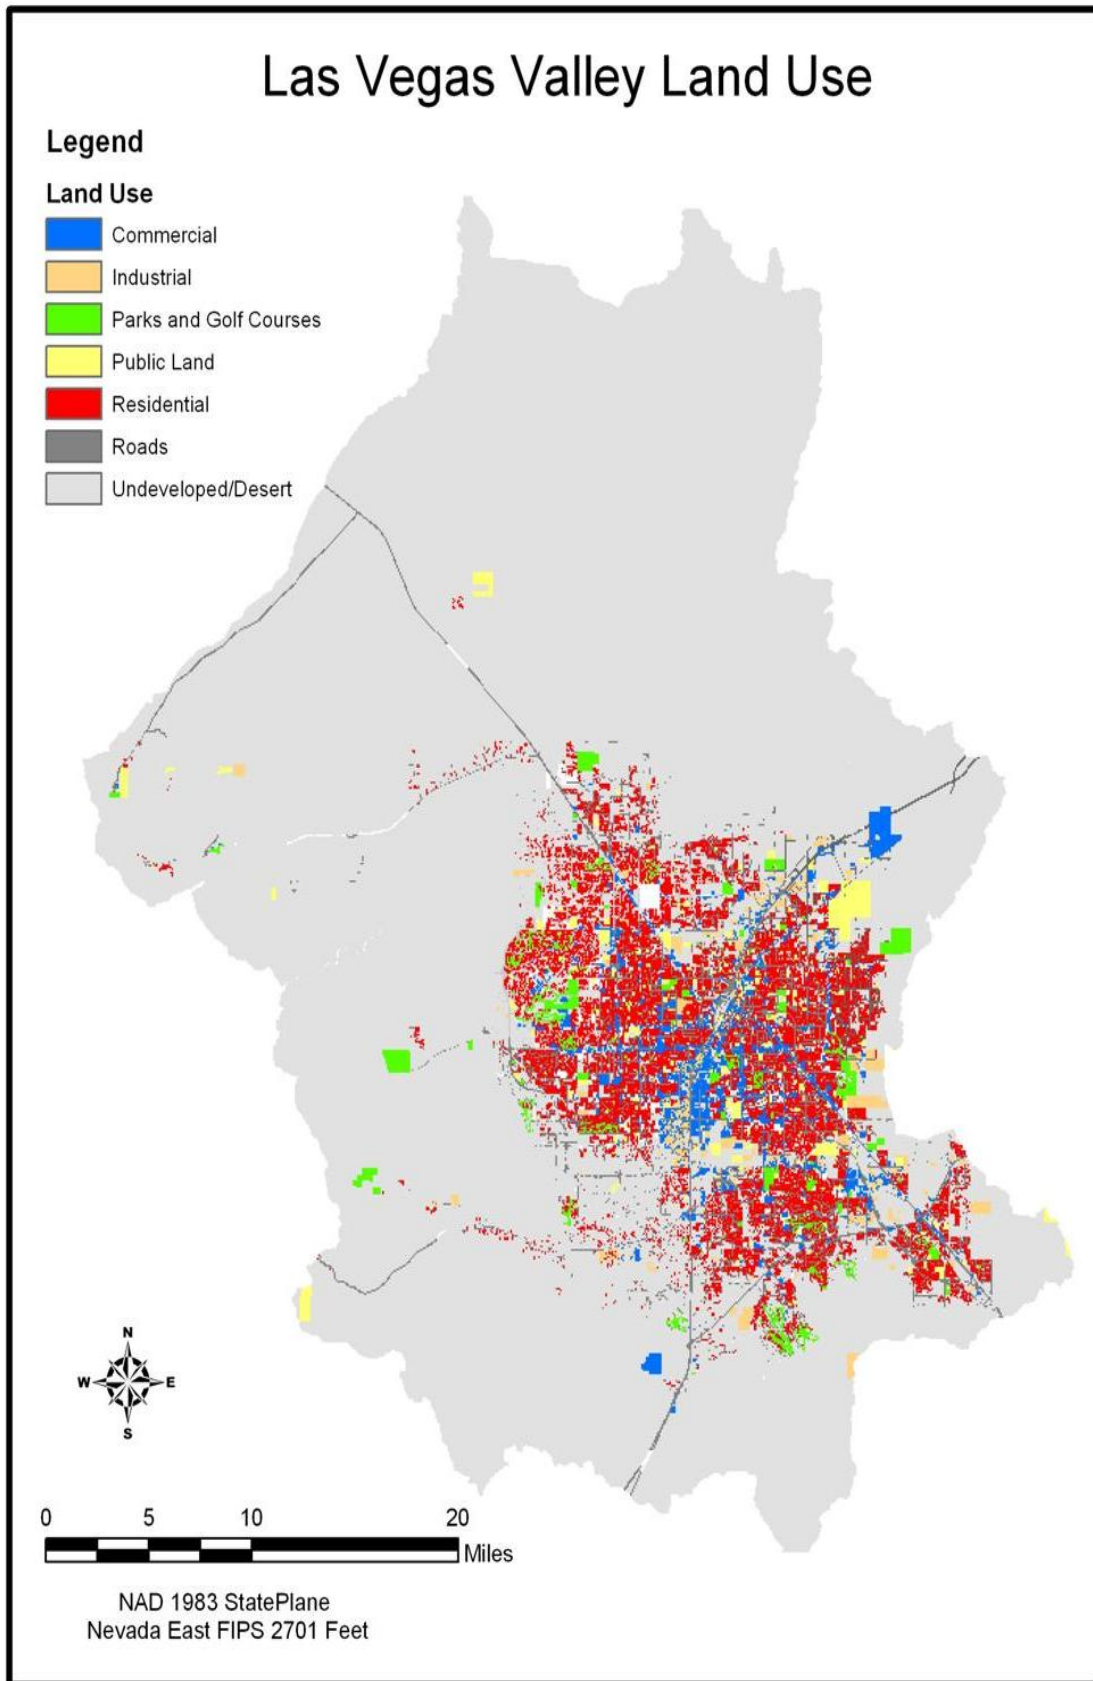 Las Vegas Valley Land Use
Legend
Land Use
Commercial
Industrial
Parks and Golf Courses
Public Land
Residential
Roads
Undeveloped/Desert
N
W E
S
0 5 10 20
Miles
NAD 1983 StatePlane
Nevada East FIPS 2701 Feet